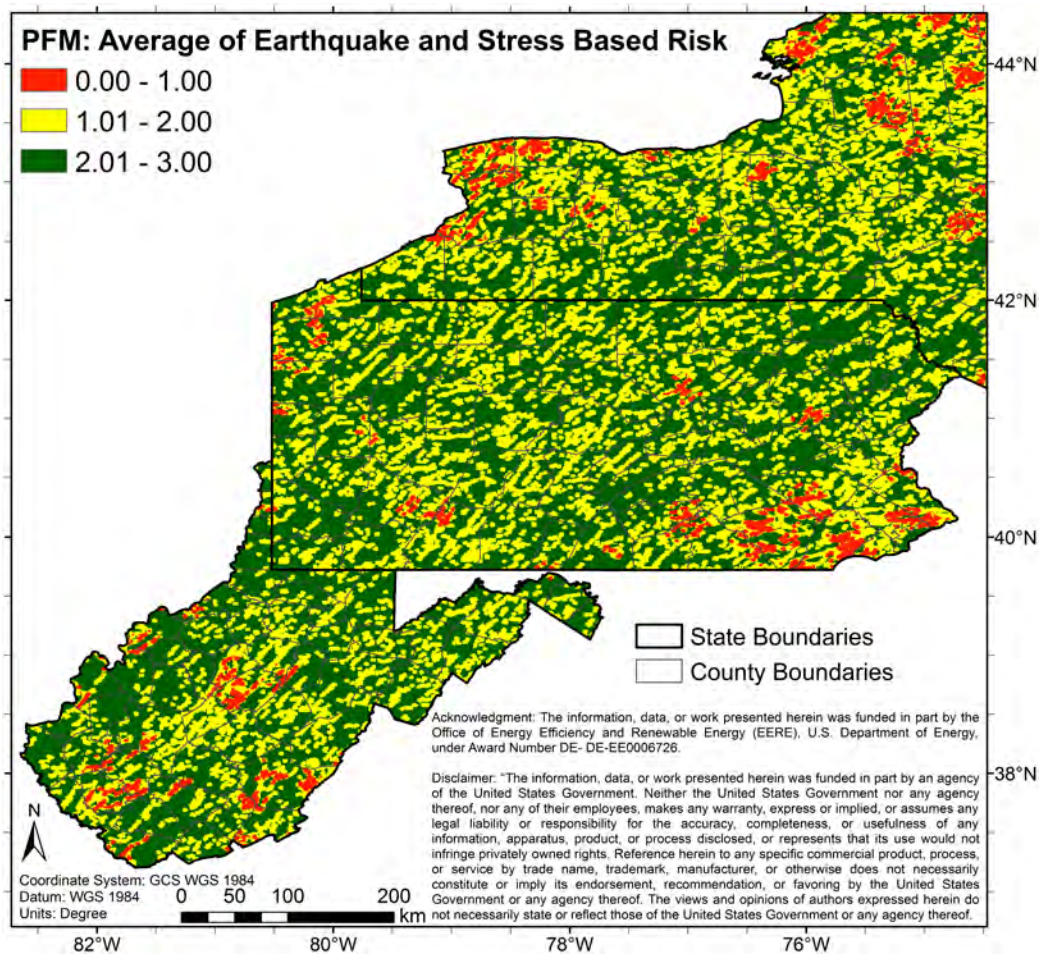 PFM: Average of Earthquake and Stress Based Risk
0.00 - 1.00
1.01 - 2.00
2.01 - 3.00
44°N
42°N
40°N
State Boundaries
County Boundaries
Acknowledgment: The information, data, or work presented herein was funded in part by the
Office of Energy Efficiency and Renewable Energy (EERE), U.S. Department of Energy,
under Award Number DE- DE-EE0006726.
Disclaimer: “The information, data, or work presented herein was funded in part by an agency
of the United States Government. Neither the United States Government nor any agency
thereof, nor any of their employees, makes any warranty, express or implied, or assumes any
legal liability or responsibility for the accuracy, completeness, or usefulness of any
information, apparatus, product, or process disclosed, or represents that its use would not
infringe privately owned rights. Reference herein to any specific commercial product, process,
or service by trade name, trademark, manufacturer, or otherwise does not necessarily
constitute or imply its endorsement, recommendation, or favoring by the United States
Government or any agency thereof. The views and opinions of authors expressed herein do
not necessarily state or reflect those of the United States Government or any agency thereof.
38°N
N
Coordinate System: GCS WGS 1984
Datum: WGS 1984
Units: Degree
0 50 100 200
km
82°W 80°W 78°W 76°W